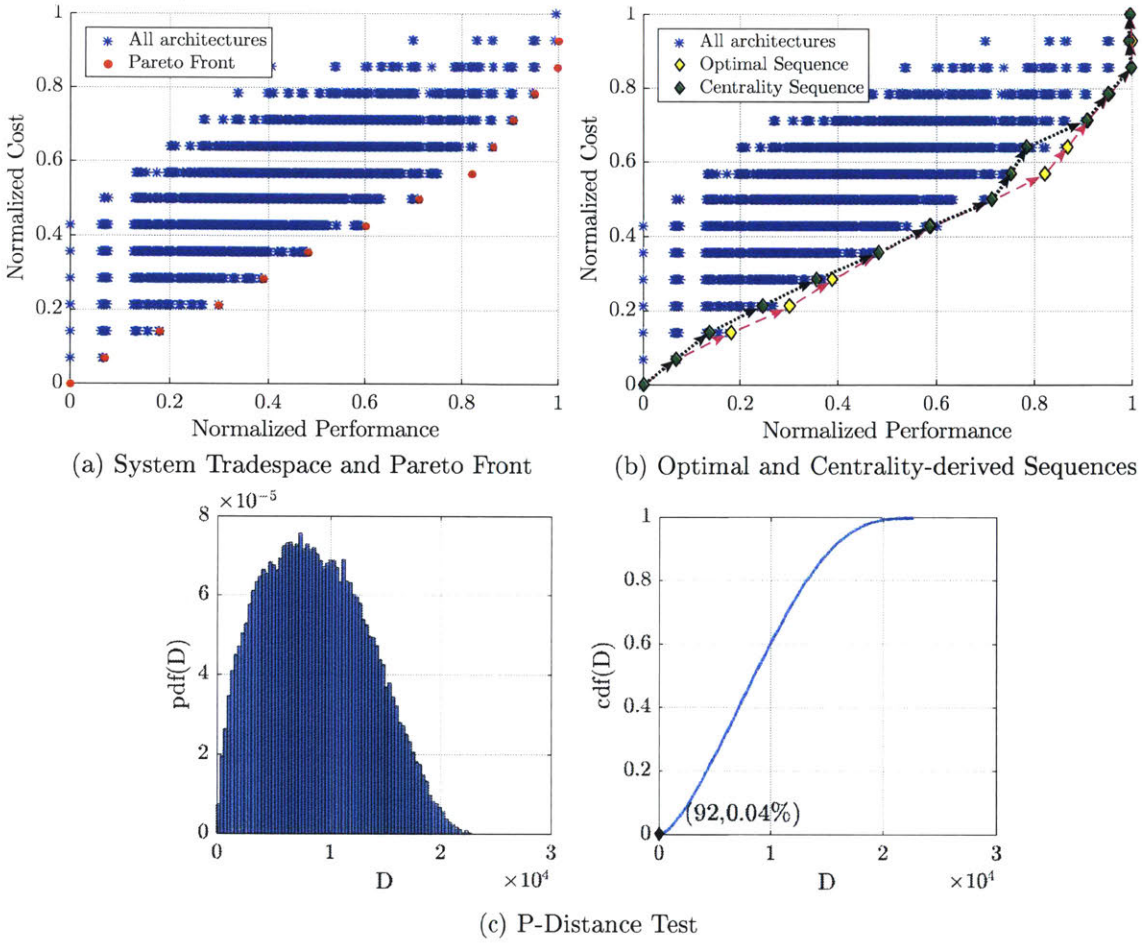 1
0.8
0.6
0.4
0.2
0
Normalized Cost
All architectures
Pareto Front
0 0.2 0.4 0.6 0.8 1
Normalized Performance
(a) System Tradespace and Pareto Front
1
0.8
0.6
0.4
0.2
0
Normalized Cost
All architectures
Optimal Sequence
Centrality Sequence
0 0.2 0.4 0.6 0.8 1
Normalized Performance
(b) Optimal and Centrality-derived Sequences
×10⁻⁵
8
6
4
2
0
pdf(D)
0 1 2 3
D ×10⁴
1
0.8
0.6
0.4
0.2
0
cdf(D)
(92,0.04%)
0 1 2 3
D ×10⁴
(c) P-Distance Test